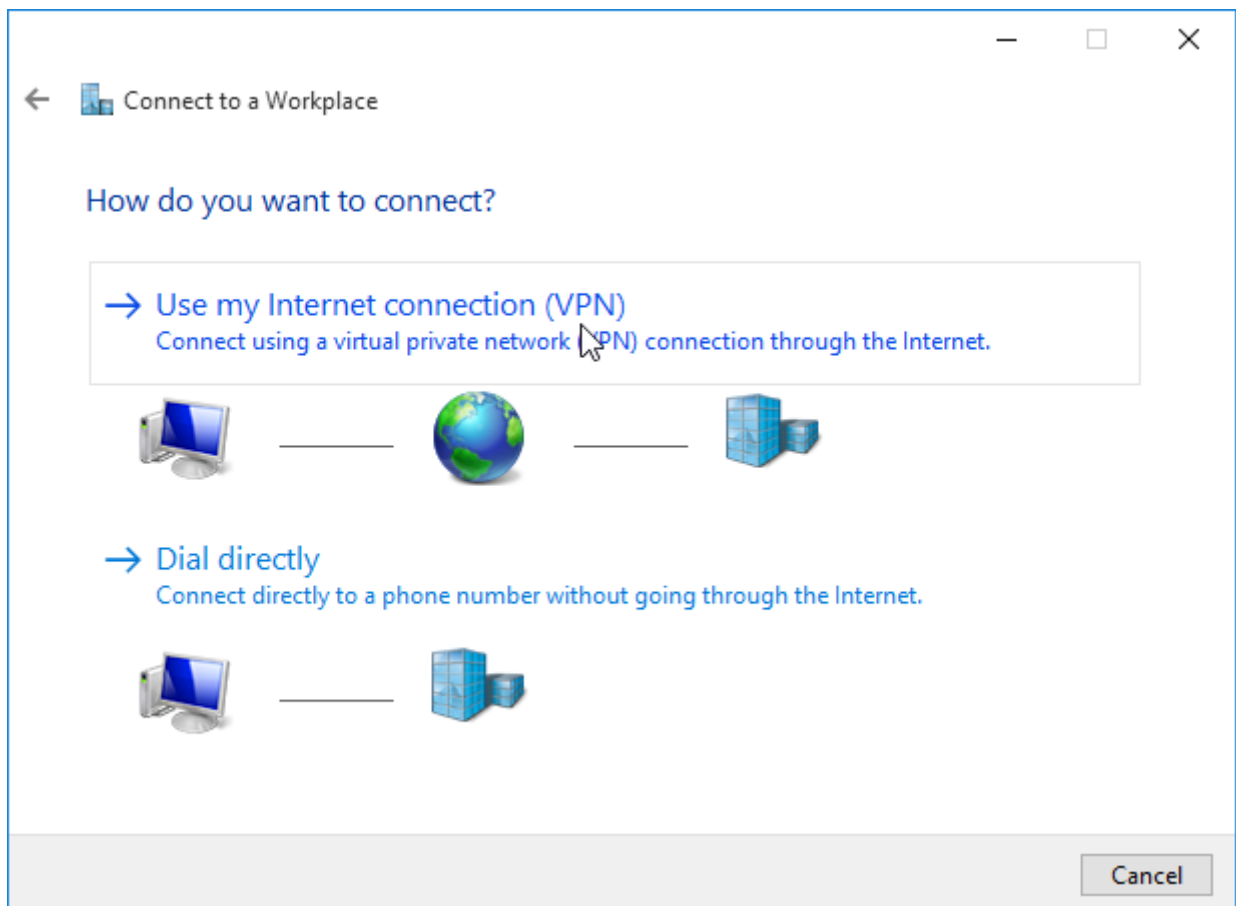 Connect to a Workplace
How do you want to connect?
Use my Internet connection (VPN)
Connect using a virtual private network (VPN) connection through the Internet.
Dial directly
Connect directly to a phone number without going through the Internet.
Cancel